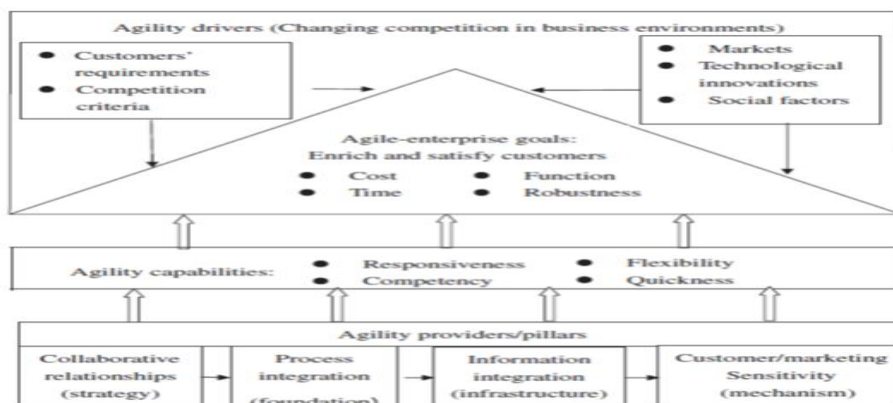 Agility drivers (Changing competition in business environments)
Customers'
requirements
Competition
criteria
Markets
Technological
innovations
Social factors
Agile-enterprise goals:
Enrich and satisfy customers
Cost
Function
Time
Robustness
Agility capabilities:
Responsiveness
Flexibility
Competency
Quickness
Agility providers/pillars
Collaborative
relationships
(strategy)
Process
integration
(foundation)
Information
integration
(infrastructure)
Customer/marketing
Sensitivity
(mechanism)